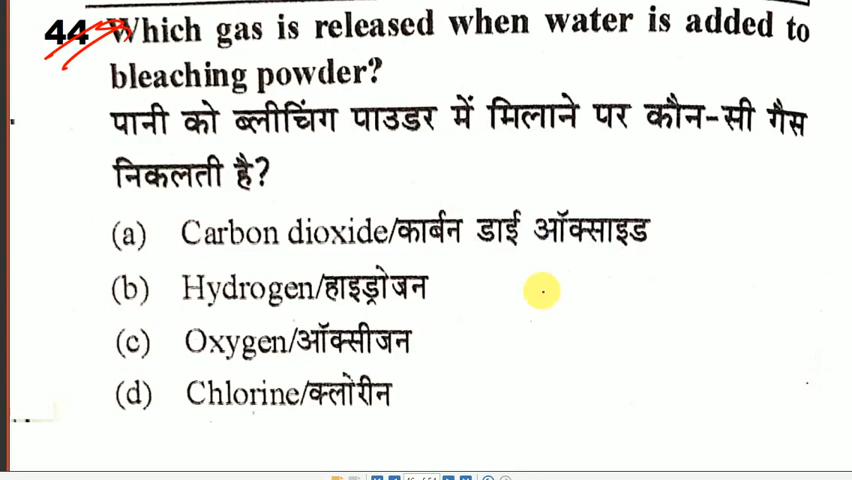 44 Which gas is released when water is added to
bleaching powder?
पानी को ब्लीचिंग पाउडर में मिलाने पर कौन-सी गैस
निकलती है?
(a) Carbon dioxide/कार्बन डाई ऑक्साइड
(b) Hydrogen/हाइड्रोजन
(c) Oxygen/ऑक्सीजन
(d) Chlorine/क्लोरीन